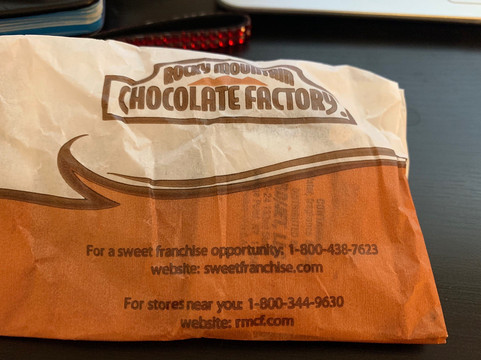 ROCKY MOUNTAIN
CHOCOLATE FACTORY
For a sweet franchise opportunity: 1-800-438-7623
website: sweetfranchise.com
For stores near you: 1-800-344-9630
website: rmcf.com